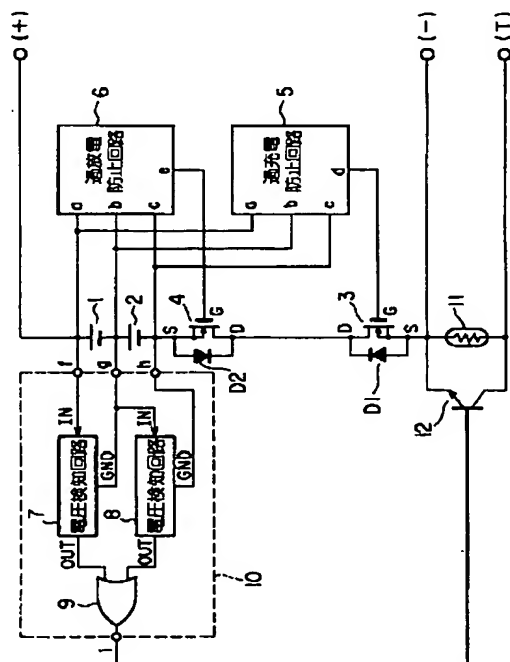 (+)
6
過放電
防止回路
a
b
c
e
5
過充電
防止回路
a
b
c
d
1
2
4
S
G
D
D2
3
D
G
S
D1
11
12
(-)
(T)
f
g
h
IN
7
電圧検知回路
OUT
GND
IN
8
電圧検知回路
OUT
GND
9
10
i